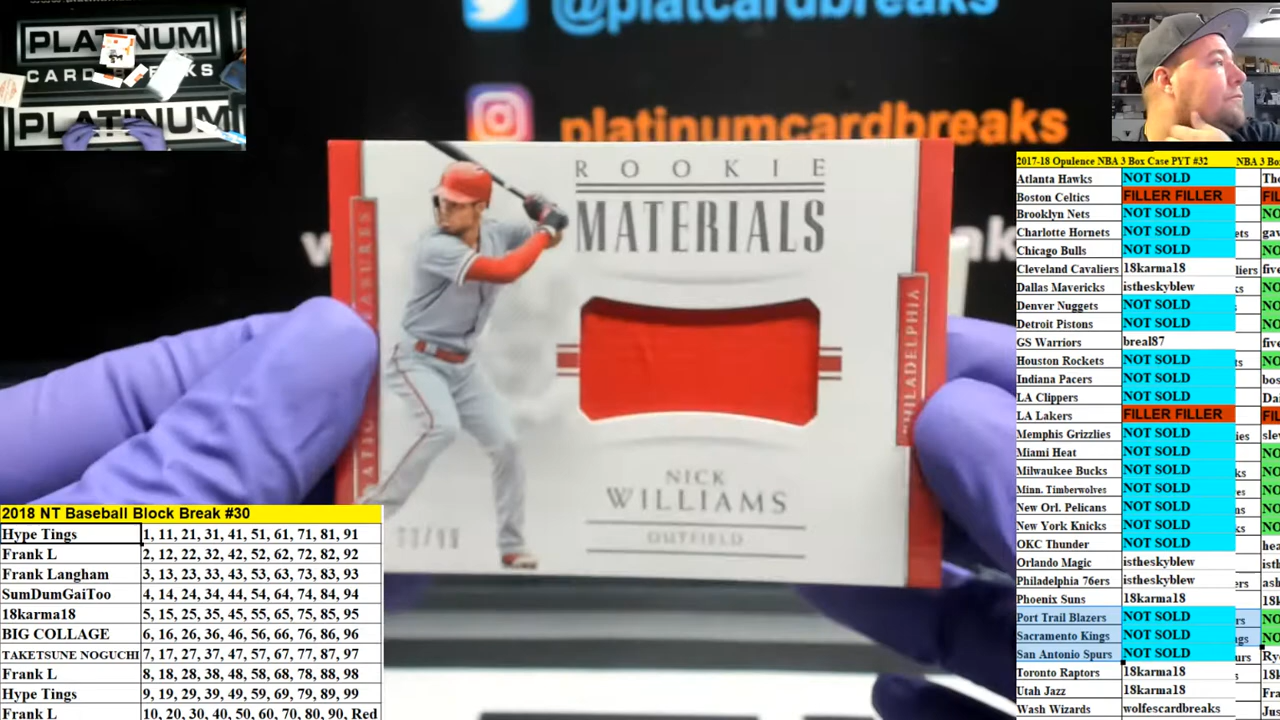 PLATINUM
CARD BREAKS
PLATINUM
@platcardbreaks
platinumcardbreaks
ROOKIE
MATERIALS
PHILADELPHIA
NICK
WILLIAMS
OUTFIELD
2018 NT Baseball Block Break #30
Hype Tings 1, 11, 21, 31, 41, 51, 61, 71, 81, 91
Frank L 2, 12, 22, 32, 42, 52, 62, 72, 82, 92
Frank Langham 3, 13, 23, 33, 43, 53, 63, 73, 83, 93
SumDumGaiToo 4, 14, 24, 34, 44, 54, 64, 74, 84, 94
18karma18 5, 15, 25, 35, 45, 55, 65, 75, 85, 95
BIG COLLAGE 6, 16, 26, 36, 46, 56, 66, 76, 86, 96
TAKETSUNE NOGUCHI 7, 17, 27, 37, 47, 57, 67, 77, 87, 97
Frank L 8, 18, 28, 38, 48, 58, 68, 78, 88, 98
Hype Tings 9, 19, 29, 39, 49, 59, 69, 79, 89, 99
Frank L 10, 20, 30, 40, 50, 60, 70, 80, 90, Red
2017-18 Opulence NBA 3 Box Case PYT #32 NBA 3 Bo
Atlanta Hawks NOT SOLD
Boston Celtics FILLER FILLER
Brooklyn Nets NOT SOLD
Charlotte Hornets NOT SOLD
Chicago Bulls NOT SOLD
Cleveland Cavaliers 18karma18
Dallas Mavericks istheskyblew
Denver Nuggets NOT SOLD
Detroit Pistons NOT SOLD
GS Warriors breal87
Houston Rockets NOT SOLD
Indiana Pacers NOT SOLD
LA Clippers NOT SOLD
LA Lakers FILLER FILLER
Memphis Grizzlies NOT SOLD
Miami Heat NOT SOLD
Milwaukee Bucks NOT SOLD
Minn. Timberwolves NOT SOLD
New Orl. Pelicans NOT SOLD
New York Knicks NOT SOLD
OKC Thunder NOT SOLD
Orlando Magic istheskyblew
Philadelphia 76ers istheskyblew
Phoenix Suns 18karma18
Port Trail Blazers NOT SOLD
Sacramento Kings NOT SOLD
San Antonio Spurs NOT SOLD
Toronto Raptors 18karma18
Utah Jazz 18karma18
Wash Wizards wolfescardbreaks